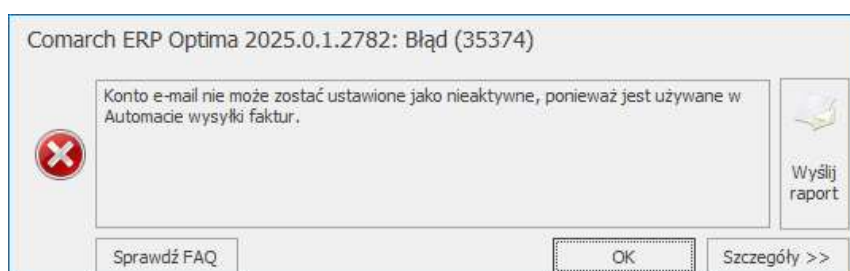 Comarch ERP Optima 2025.0.1.2782: Błąd (35374)
Konto e-mail nie może zostać ustawione jako nieaktywne, ponieważ jest używane w
Automacie wysyłki faktur.
Wyślij
raport
Sprawdź FAQ
OK
Szczegóły >>